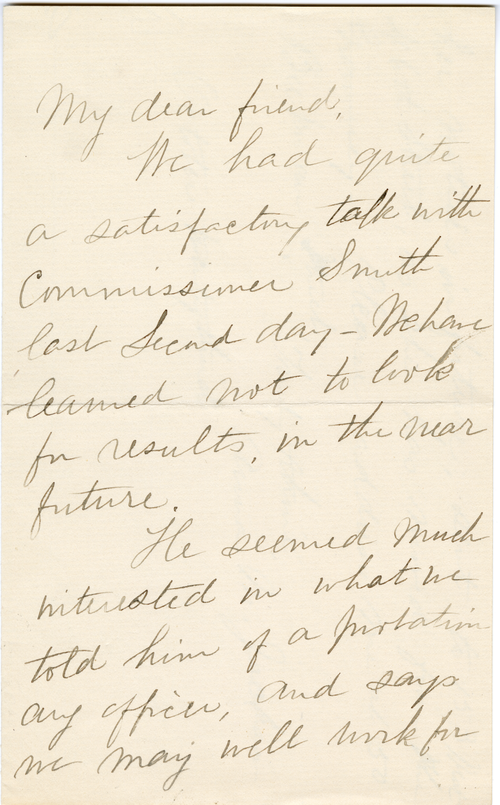 My dear friend,
We had quite
a satisfactory talk with
Commissioner Smith
last Second day - We have
learned not to look
for results, in the near
future.
He seemed much
interested in what we
told him of a probation
ary officer, and says
we may well work for